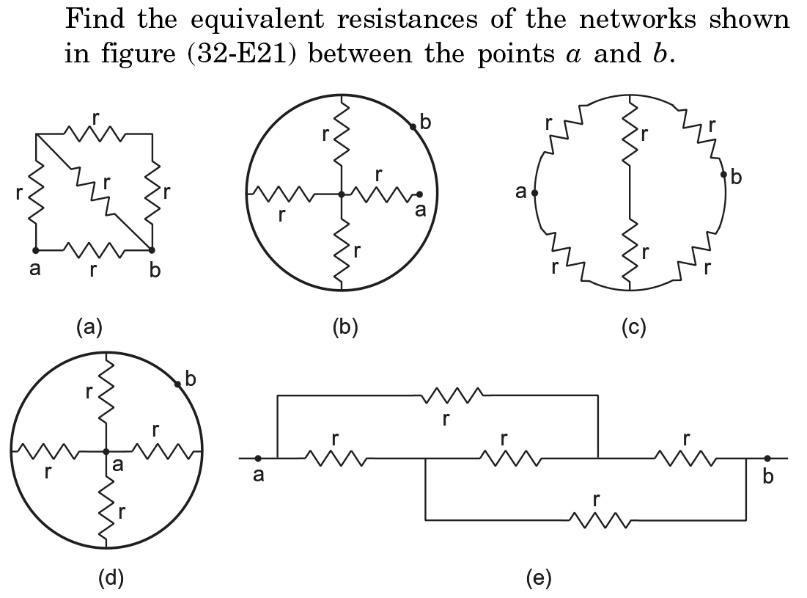 Find the equivalent resistances of the networks shown
in figure (32-E21) between the points a and b.
r
r
r
r
a
r
b
(a)
r
b
r
r
a
r
(b)
r
r
r
a
b
r
r
r
(c)
r
b
r
r
a
r
(d)
r
r
r
r
a
b
r
(e)